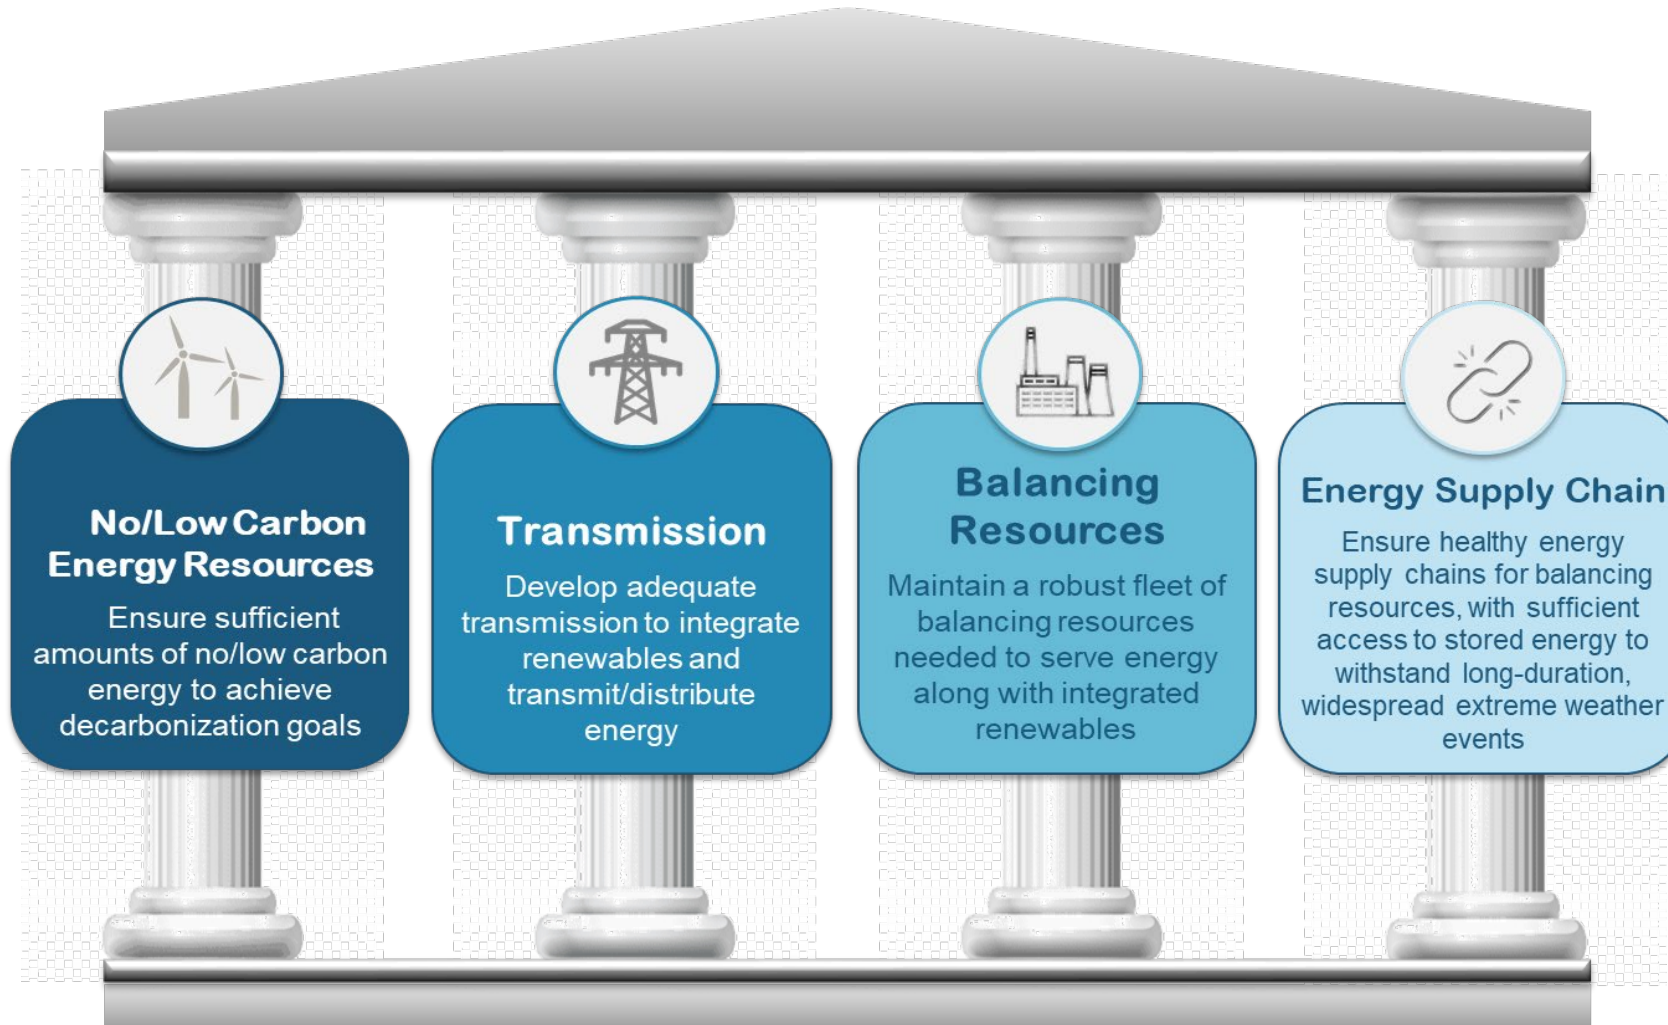 No/Low Carbon
Energy Resources
Ensure sufficient
amounts of no/low carbon
energy to achieve
decarbonization goals
Transmission
Develop adequate
transmission to integrate
renewables and
transmit/distribute
energy
Balancing
Resources
Maintain a robust fleet of
balancing resources
needed to serve energy
along with integrated
renewables
Energy Supply Chain
Ensure healthy energy
supply chains for balancing
resources, with sufficient
access to stored energy to
withstand long-duration,
widespread extreme weather
events